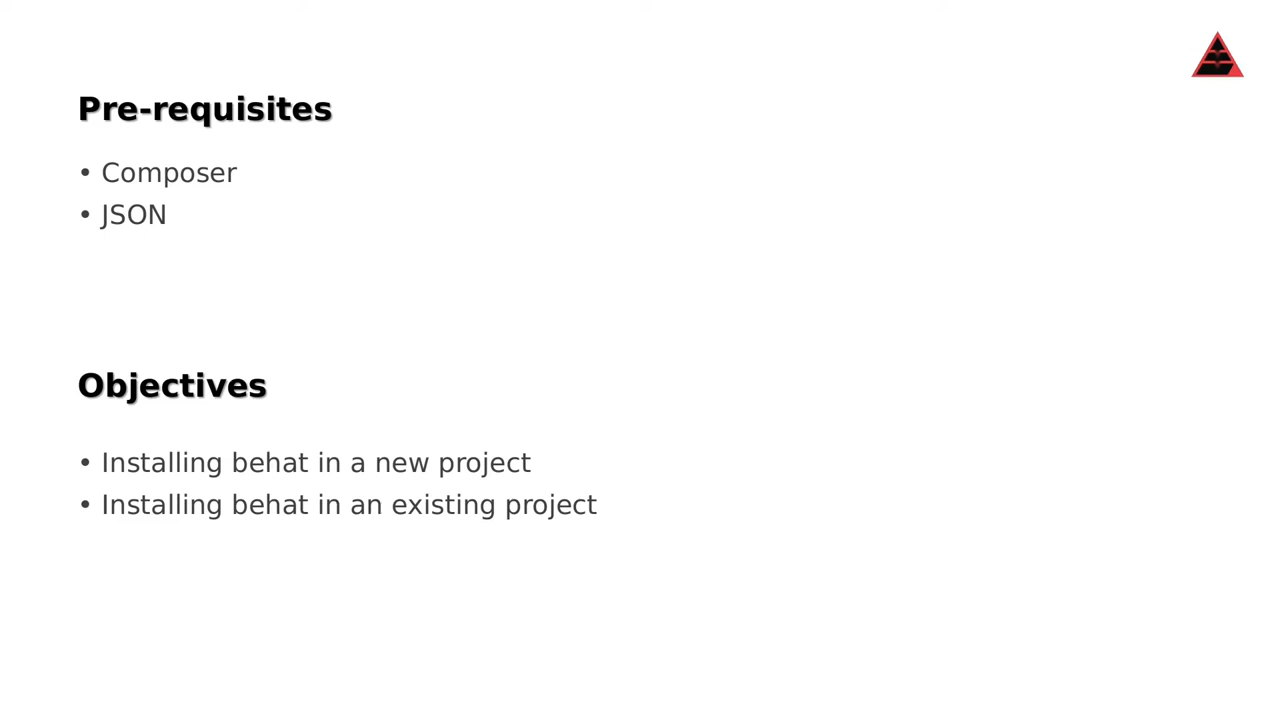 Pre-requisites
• Composer
• JSON
Objectives
• Installing behat in a new project
• Installing behat in an existing project